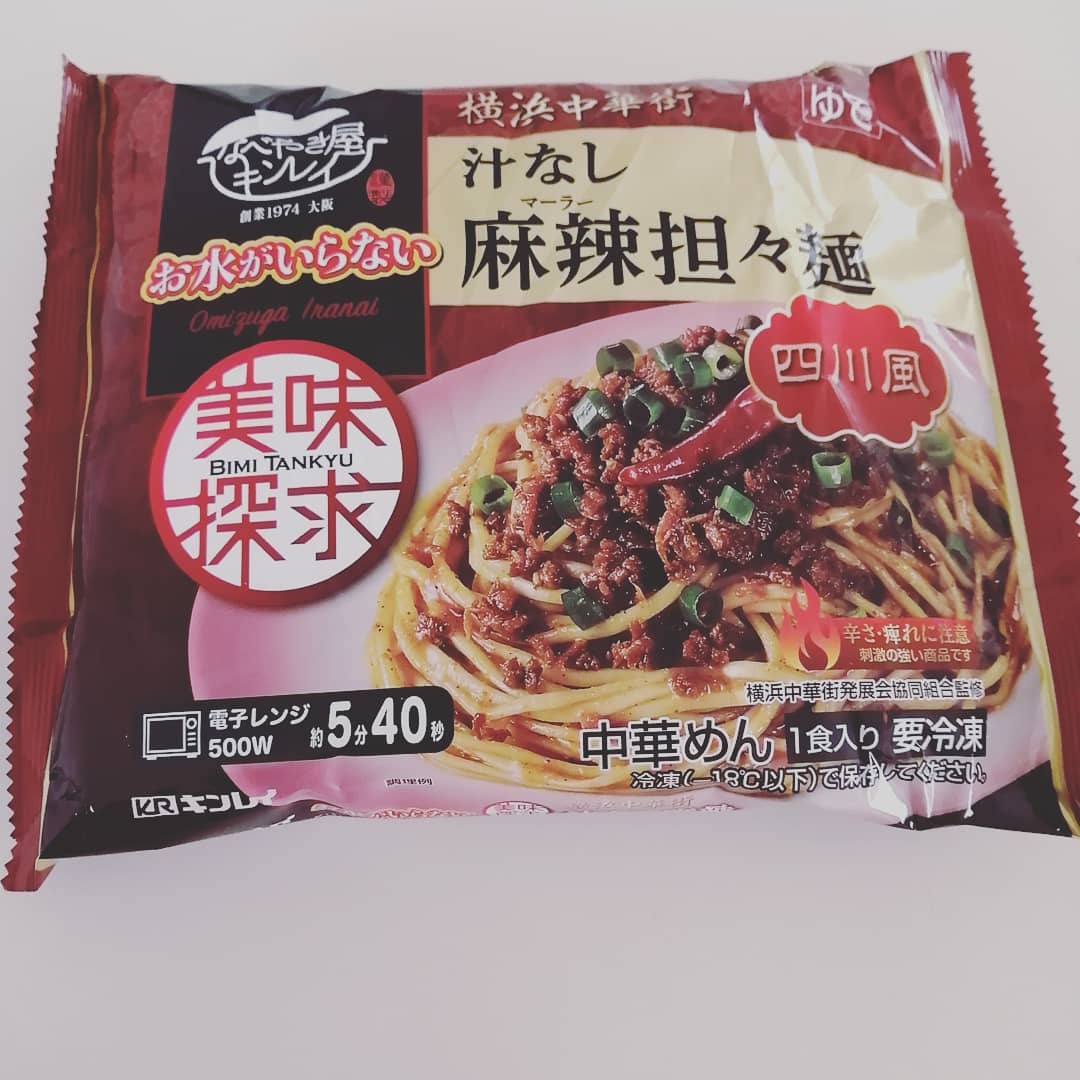 なべやき屋
キンレイ
創業1974 大阪
お水がいらない
Omizuga Iranai
横浜中華街
ゆで
汁なし
マーラー
麻辣担々麺
四川風
美味
BIMI TANKYU
探求
辛さ・痺れに注意
刺激の強い商品です
横浜中華街発展会協同組合監修
電子レンジ
500W 約5分40秒
中華めん 1食入り 要冷凍
冷凍(-18℃以下)で保存してください。
調理例
KR キンレイ